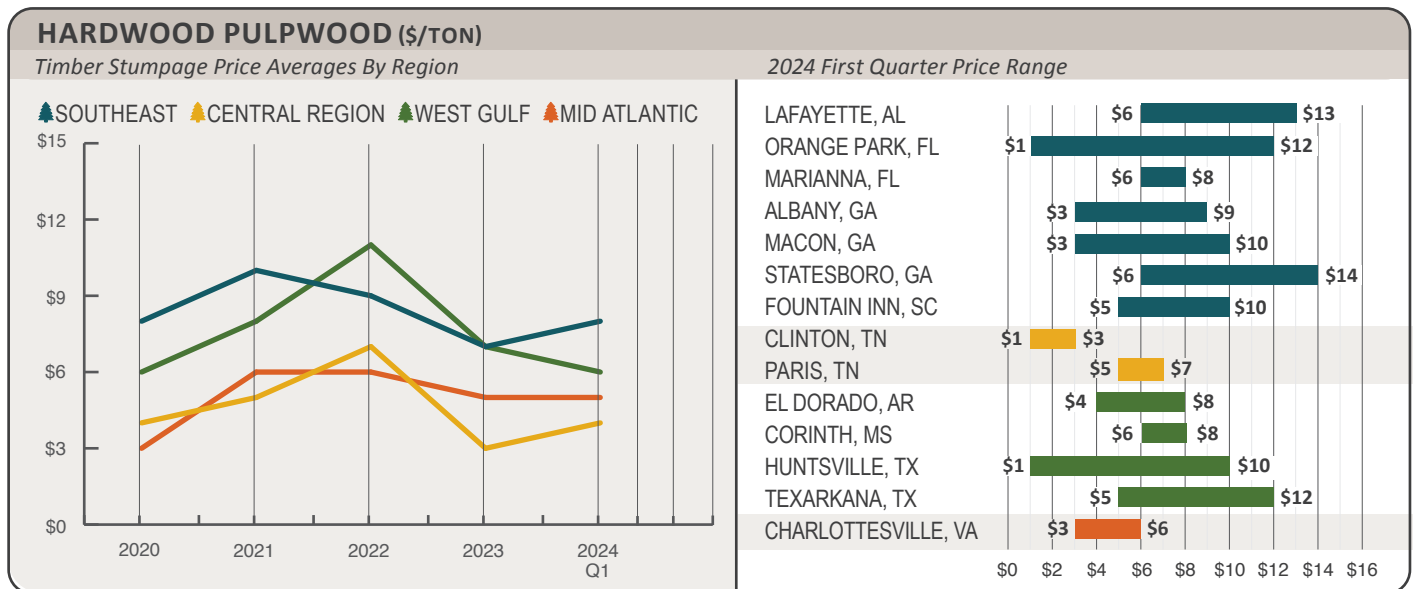 HARDWOOD PULPWOOD ($/TON)
Timber Stumpage Price Averages By Region
SOUTHEAST CENTRAL REGION WEST GULF MID ATLANTIC
$15
$12
$9
$6
$3
$0
2020 2021 2022 2023 2024
Q1
2024 First Quarter Price Range
LAFAYETTE, AL $6 $13
ORANGE PARK, FL $1 $12
MARIANNA, FL $6 $8
ALBANY, GA $3 $9
MACON, GA $3 $10
STATESBORO, GA $6 $14
FOUNTAIN INN, SC $5 $10
CLINTON, TN $1 $3
PARIS, TN $5 $7
EL DORADO, AR $4 $8
CORINTH, MS $6 $8
HUNTSVILLE, TX $1 $10
TEXARKANA, TX $5 $12
CHARLOTTESVILLE, VA $3 $6
$0 $2 $4 $6 $8 $10 $12 $14 $16